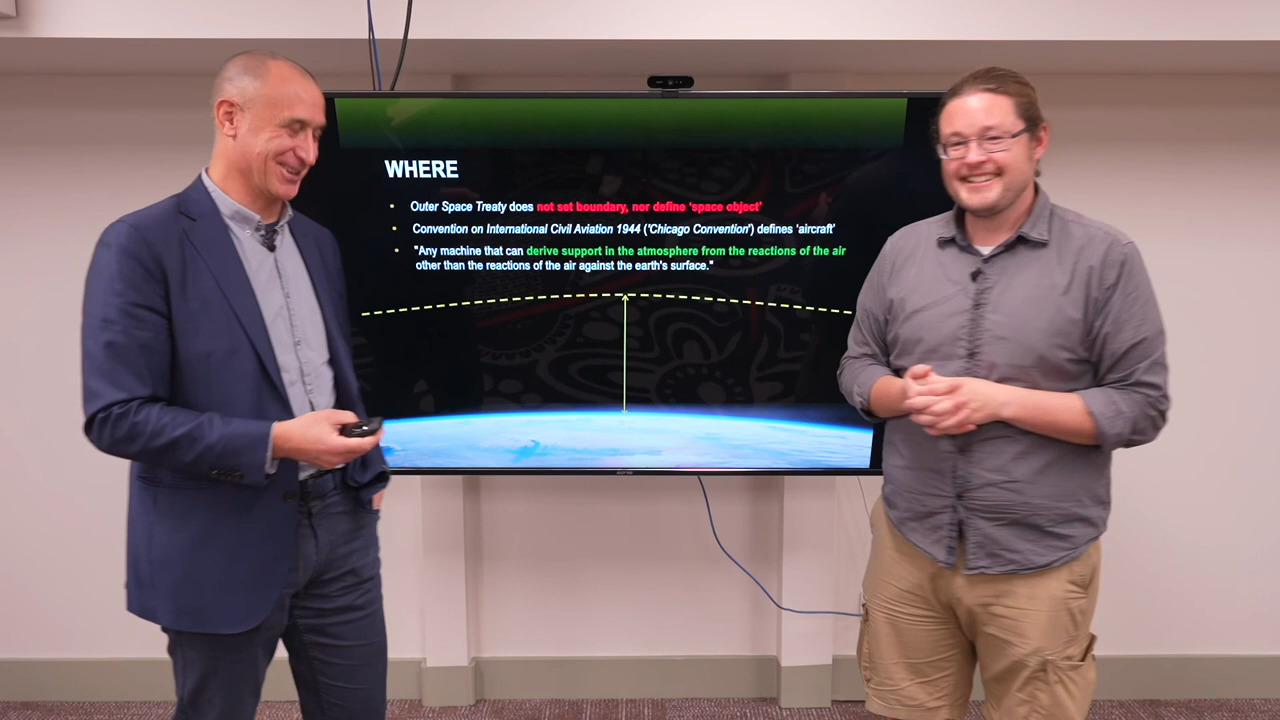 WHERE
• Outer Space Treaty does not set boundary, nor define ‘space object’
• Convention on International Civil Aviation 1944 (‘Chicago Convention’) defines ‘aircraft’
• "Any machine that can derive support in the atmosphere from the reactions of the air
other than the reactions of the air against the earth's surface."